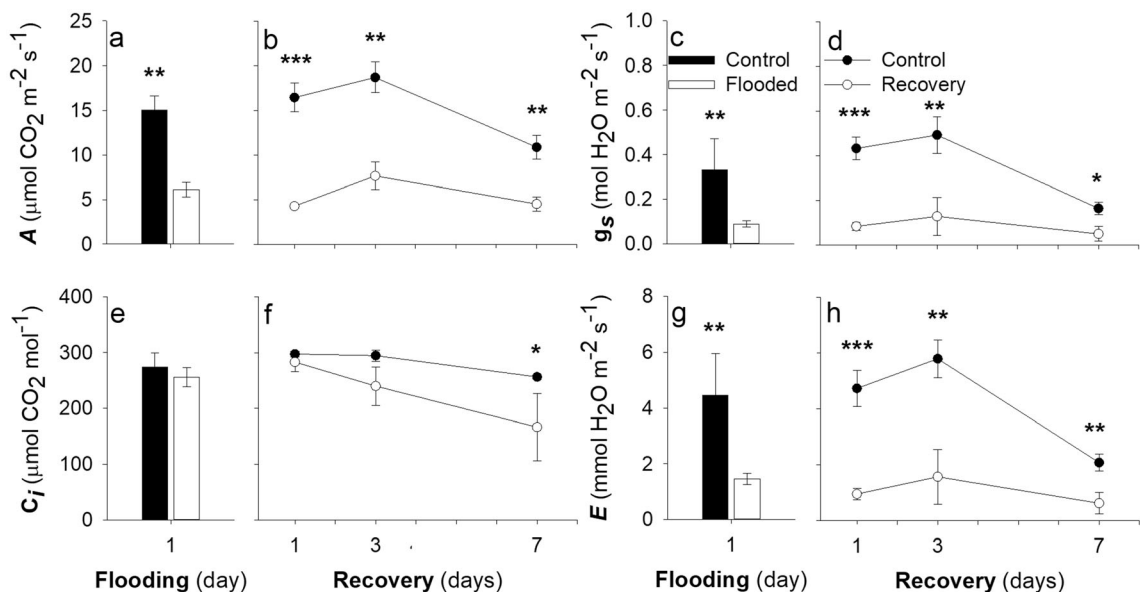 a
b
c
d
Control
Flooded
Control
Recovery
A (μmol CO2 m−2 s−1)
25
20
15
10
5
0
**
***
**
**
gs (mol H2O m−2 s−1)
1.0
0.8
0.6
0.4
0.2
0.0
**
***
**
*
e
f
g
h
Ci (μmol CO2 mol−1)
400
300
200
100
0
*
E (mmol H2O m−2 s−1)
8
6
4
2
0
**
***
**
**
1
1
3
7
1
1
3
7
Flooding (day)
Recovery (days)
Flooding (day)
Recovery (days)